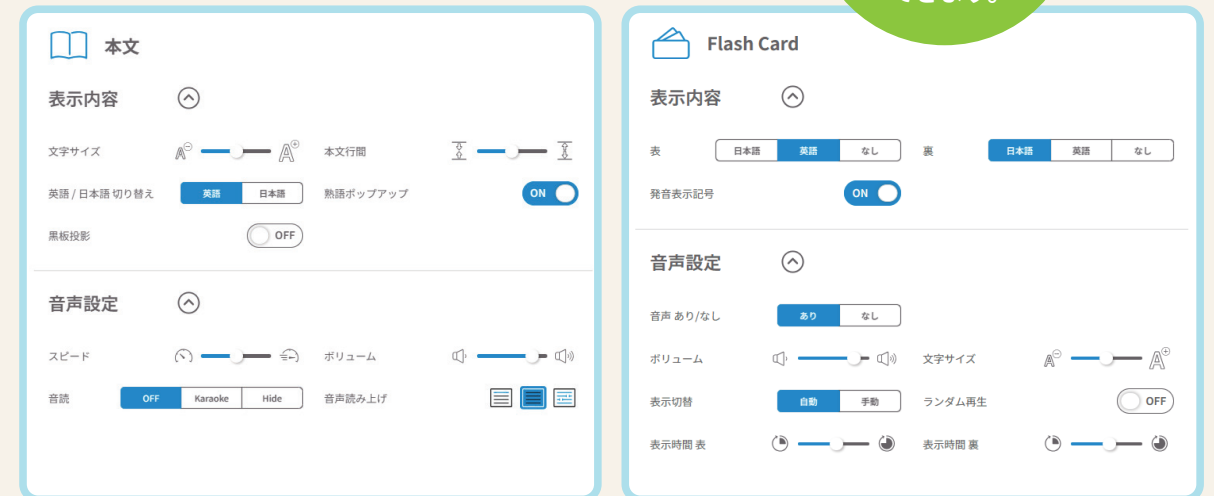 本文
表示内容
文字サイズ
本文行間
英語 / 日本語 切り替え 英語 日本語
熟語ポップアップ ON
黒板投影 OFF
音声設定
スピード
ボリューム
音読 OFF Karaoke Hide
音声読み上げ
Flash Card
表示内容
表 日本語 英語 なし
裏 日本語 英語 なし
発音表示記号 ON
音声設定
音声 あり/なし あり なし
ボリューム
文字サイズ
表示切替 自動 手動
ランダム再生 OFF
表示時間 表
表示時間 裏